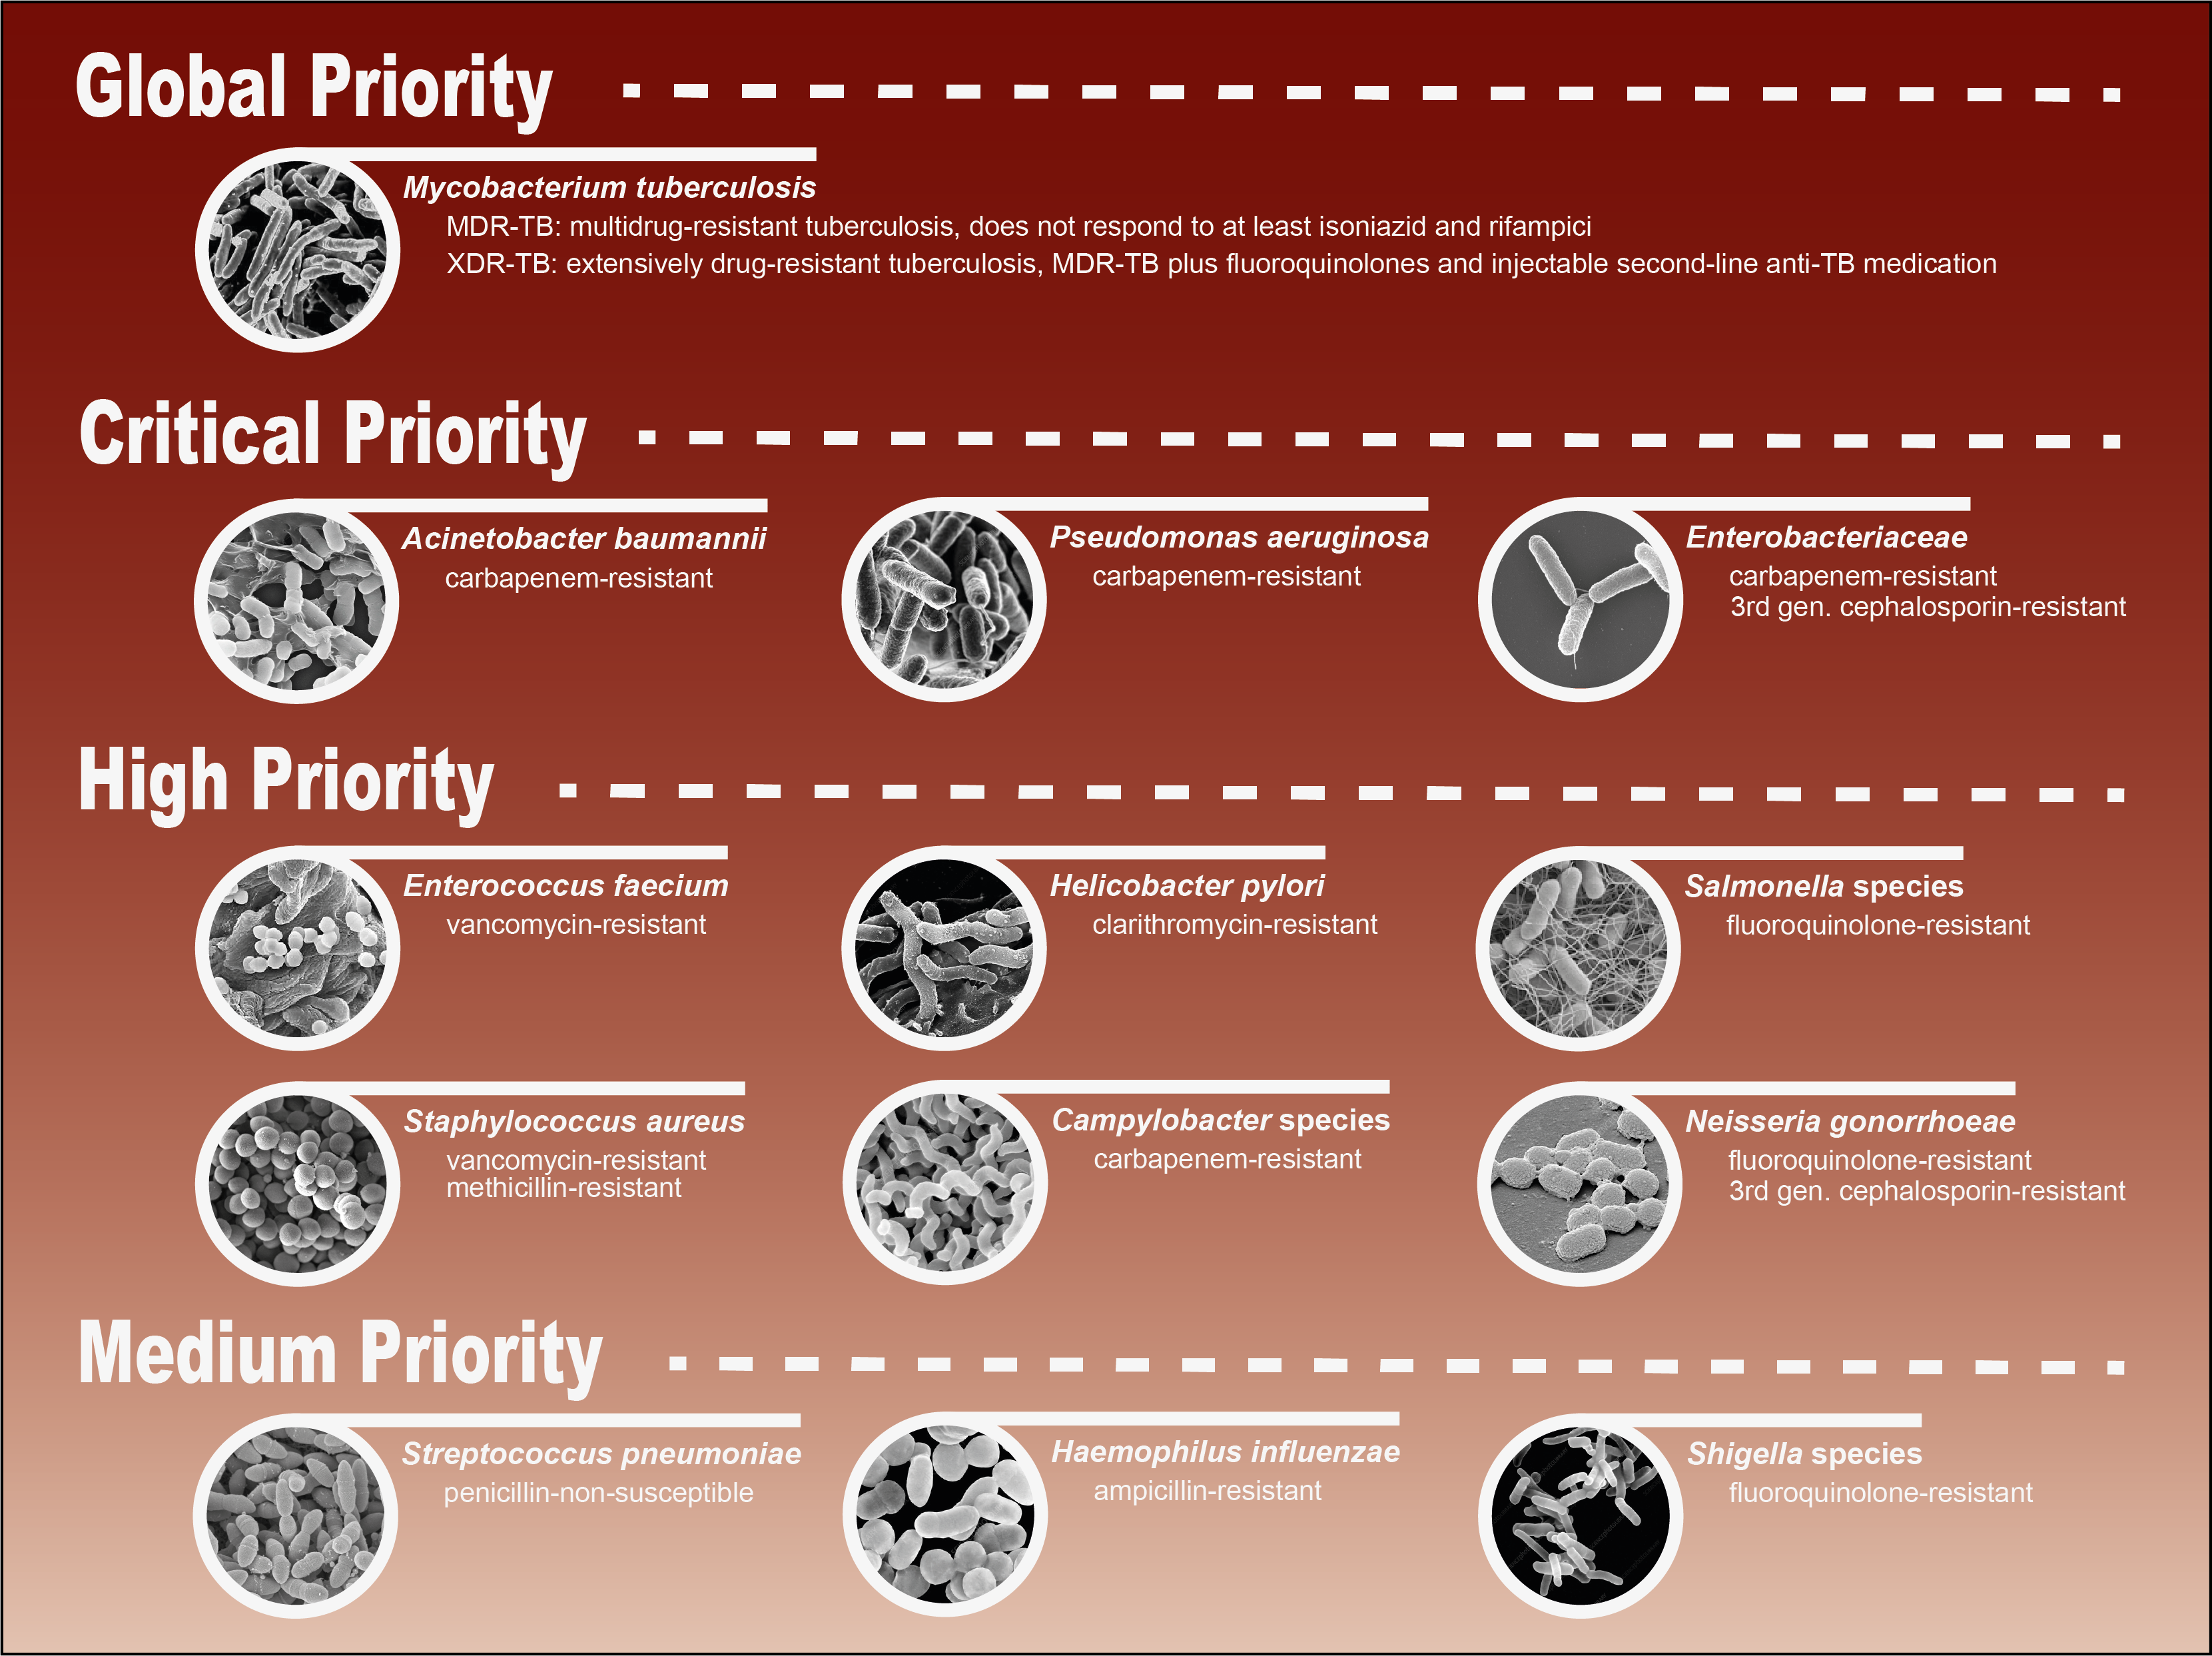 Global Priority
Mycobacterium tuberculosis
MDR-TB: multidrug-resistant tuberculosis, does not respond to at least isoniazid and rifampici
XDR-TB: extensively drug-resistant tuberculosis, MDR-TB plus fluoroquinolones and injectable second-line anti-TB medication
Critical Priority
Acinetobacter baumannii
carbapenem-resistant
Pseudomonas aeruginosa
carbapenem-resistant
Enterobacteriaceae
carbapenem-resistant
3rd gen. cephalosporin-resistant
High Priority
Enterococcus faecium
vancomycin-resistant
Helicobacter pylori
clarithromycin-resistant
Salmonella species
fluoroquinolone-resistant
Staphylococcus aureus
vancomycin-resistant
methicillin-resistant
Campylobacter species
carbapenem-resistant
Neisseria gonorrhoeae
fluoroquinolone-resistant
3rd gen. cephalosporin-resistant
Medium Priority
Streptococcus pneumoniae
penicillin-non-susceptible
Haemophilus influenzae
ampicillin-resistant
Shigella species
fluoroquinolone-resistant